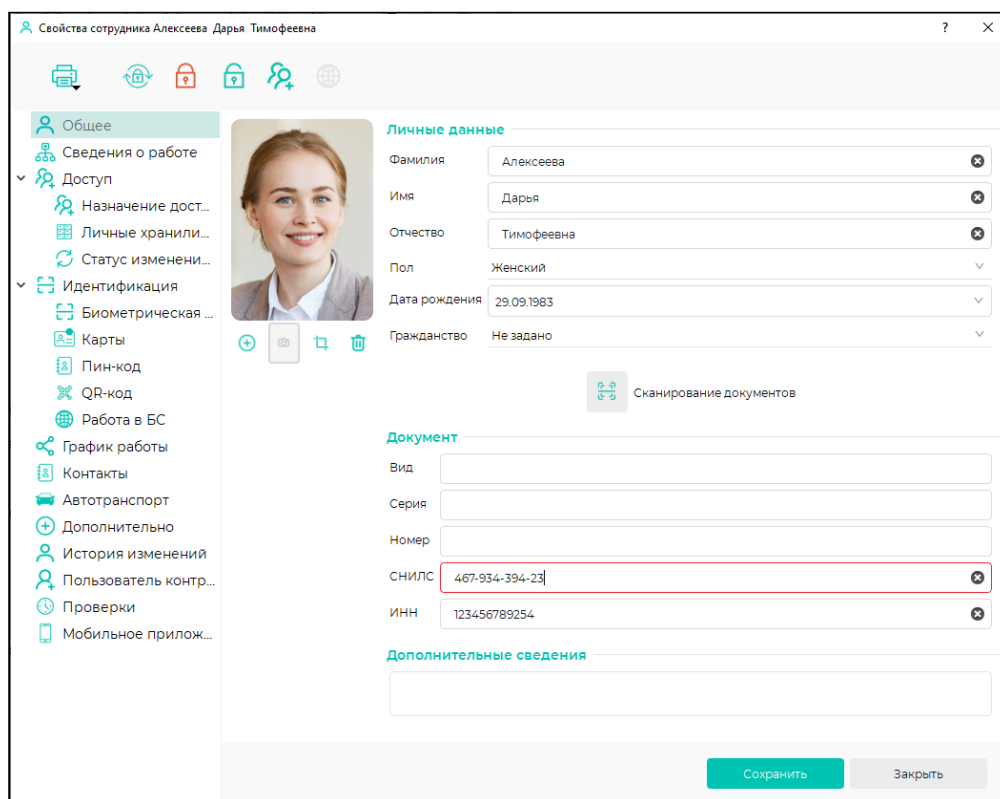 Свойства сотрудника Алексеева Дарья Тимофеевна
?
Общее
Сведения о работе
Доступ
Назначение дост...
Личные хранили...
Статус изменени...
Идентификация
Биометрическая ...
Карты
Пин-код
QR-код
Работа в БС
График работы
Контакты
Автотранспорт
Дополнительно
История изменений
Пользователь контр...
Проверки
Мобильное прилож...
Личные данные
Фамилия Алексеева
Имя Дарья
Отчество Тимофеевна
Пол Женский
Дата рождения 29.09.1983
Гражданство Не задано
Сканирование документов
Документ
Вид
Серия
Номер
СНИЛС 467-934-394-23
ИНН 123456789254
Дополнительные сведения
Сохранить Закрыть